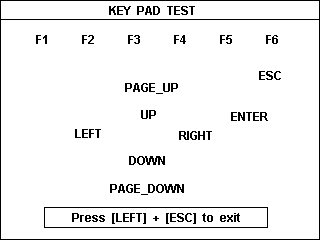 KEY PAD TEST
F1 F2 F3 F4 F5 F6
ESC
PAGE_UP
UP ENTER
LEFT RIGHT
DOWN
PAGE_DOWN
Press [LEFT] + [ESC] to exit